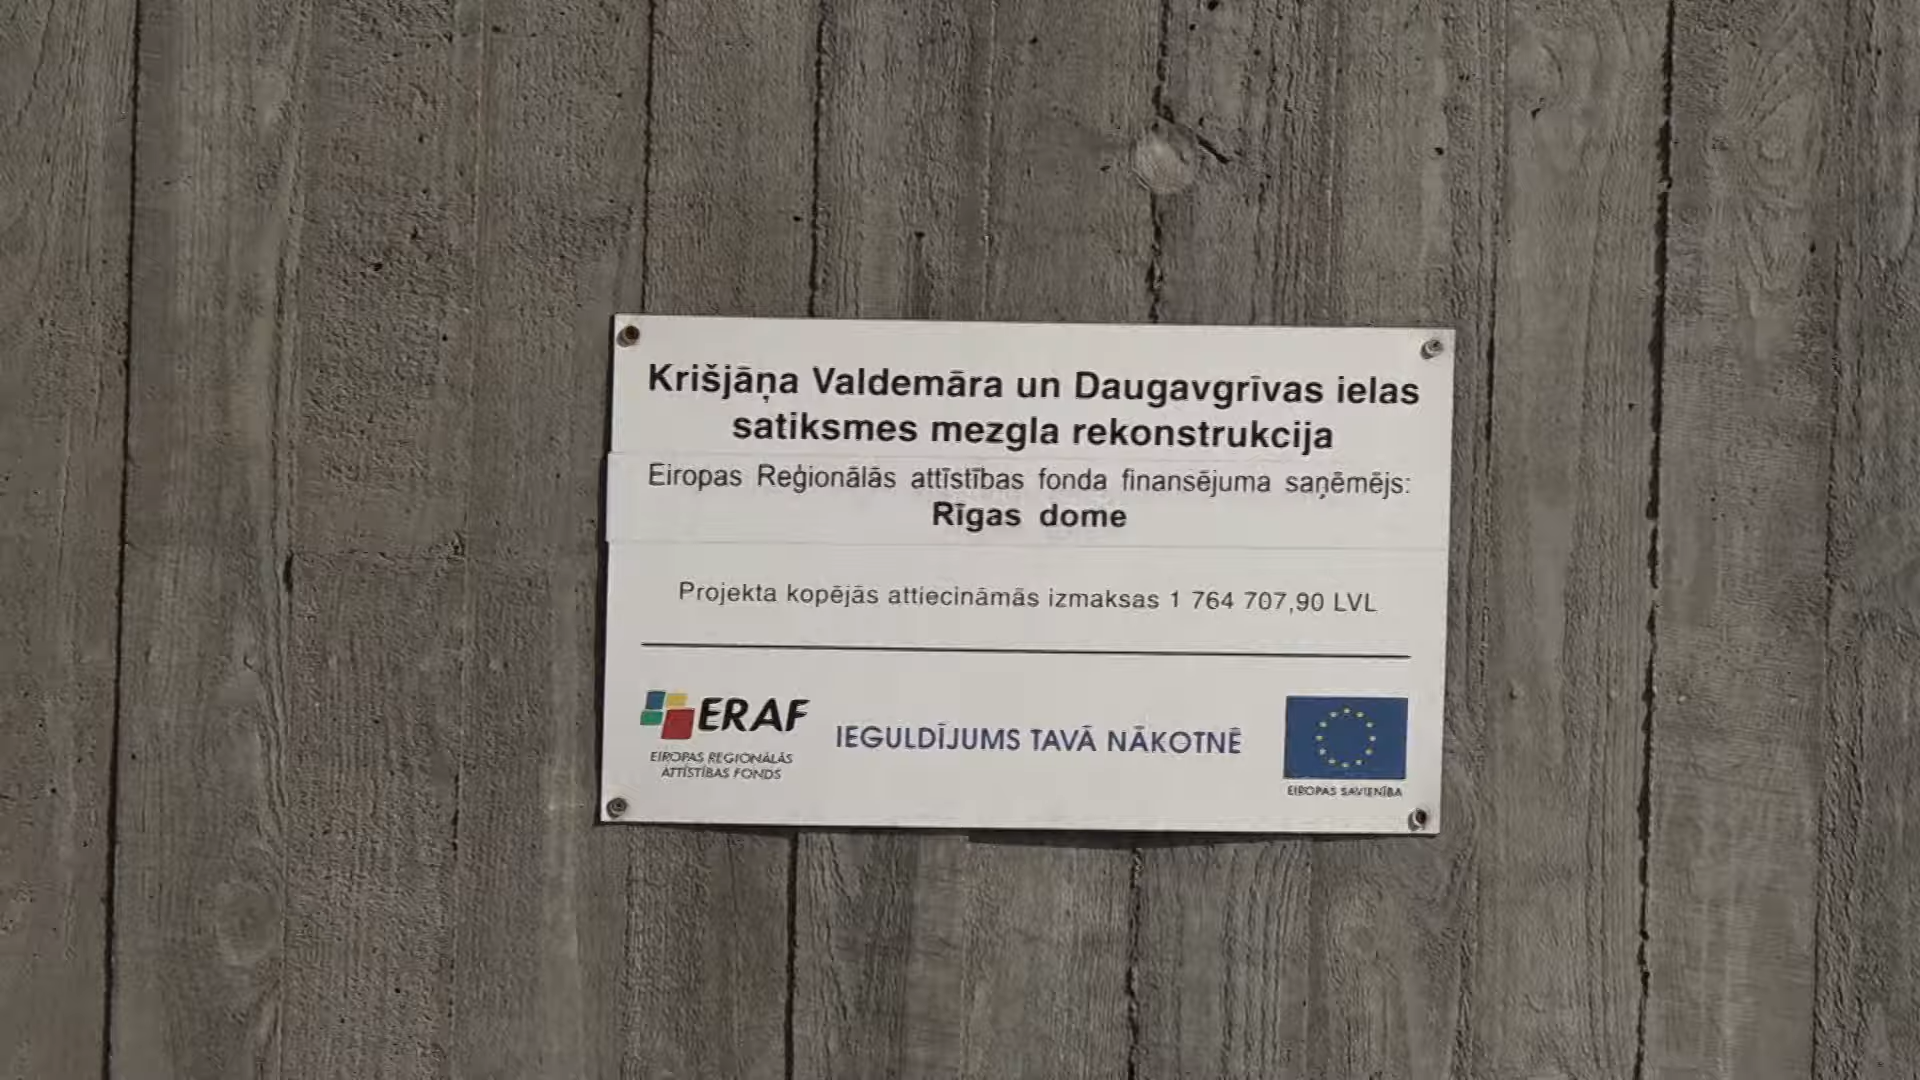 Krišjāņa Valdemāra un Daugavgrīvas ielas
satiksmes mezgla rekonstrukcija
Eiropas Reģionālās attīstības fonda finansējuma saņēmējs:
Rīgas dome
Projekta kopējās attiecināmās izmaksas 1 764 707,90 LVL
ERAF
EIROPAS REĢIONĀLĀS
ATTĪSTĪBAS FONDS
IEGULDĪJUMS TAVĀ NĀKOTNĒ
EIROPAS SAVIENĪBA